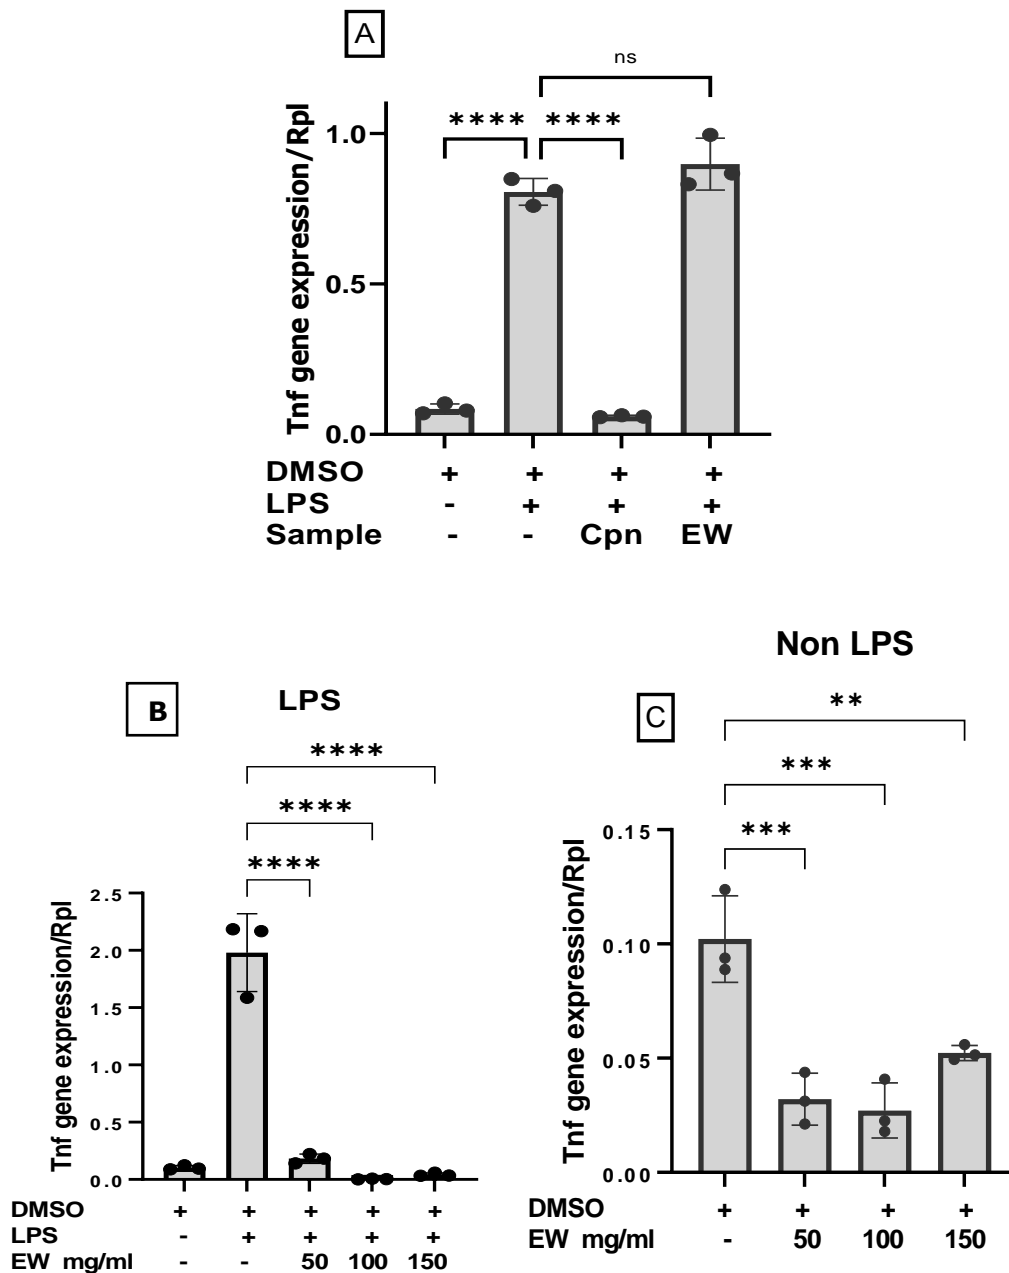 A
ns
**** ****
Tnf gene expression/Rpl
1.0
0.5
0.0
DMSO + + + +
LPS - + + +
Sample - - Cpn EW
B
LPS
****
****
****
Tnf gene expression/Rpl
2.5
2.0
1.5
1.0
0.5
0.0
DMSO + + + + +
LPS - + + + +
EW mg/ml - - 50 100 150
Non LPS
C
**
***
***
Tnf gene expression/Rpl
0.15
0.10
0.05
0.00
DMSO + + + +
EW mg/ml - 50 100 150